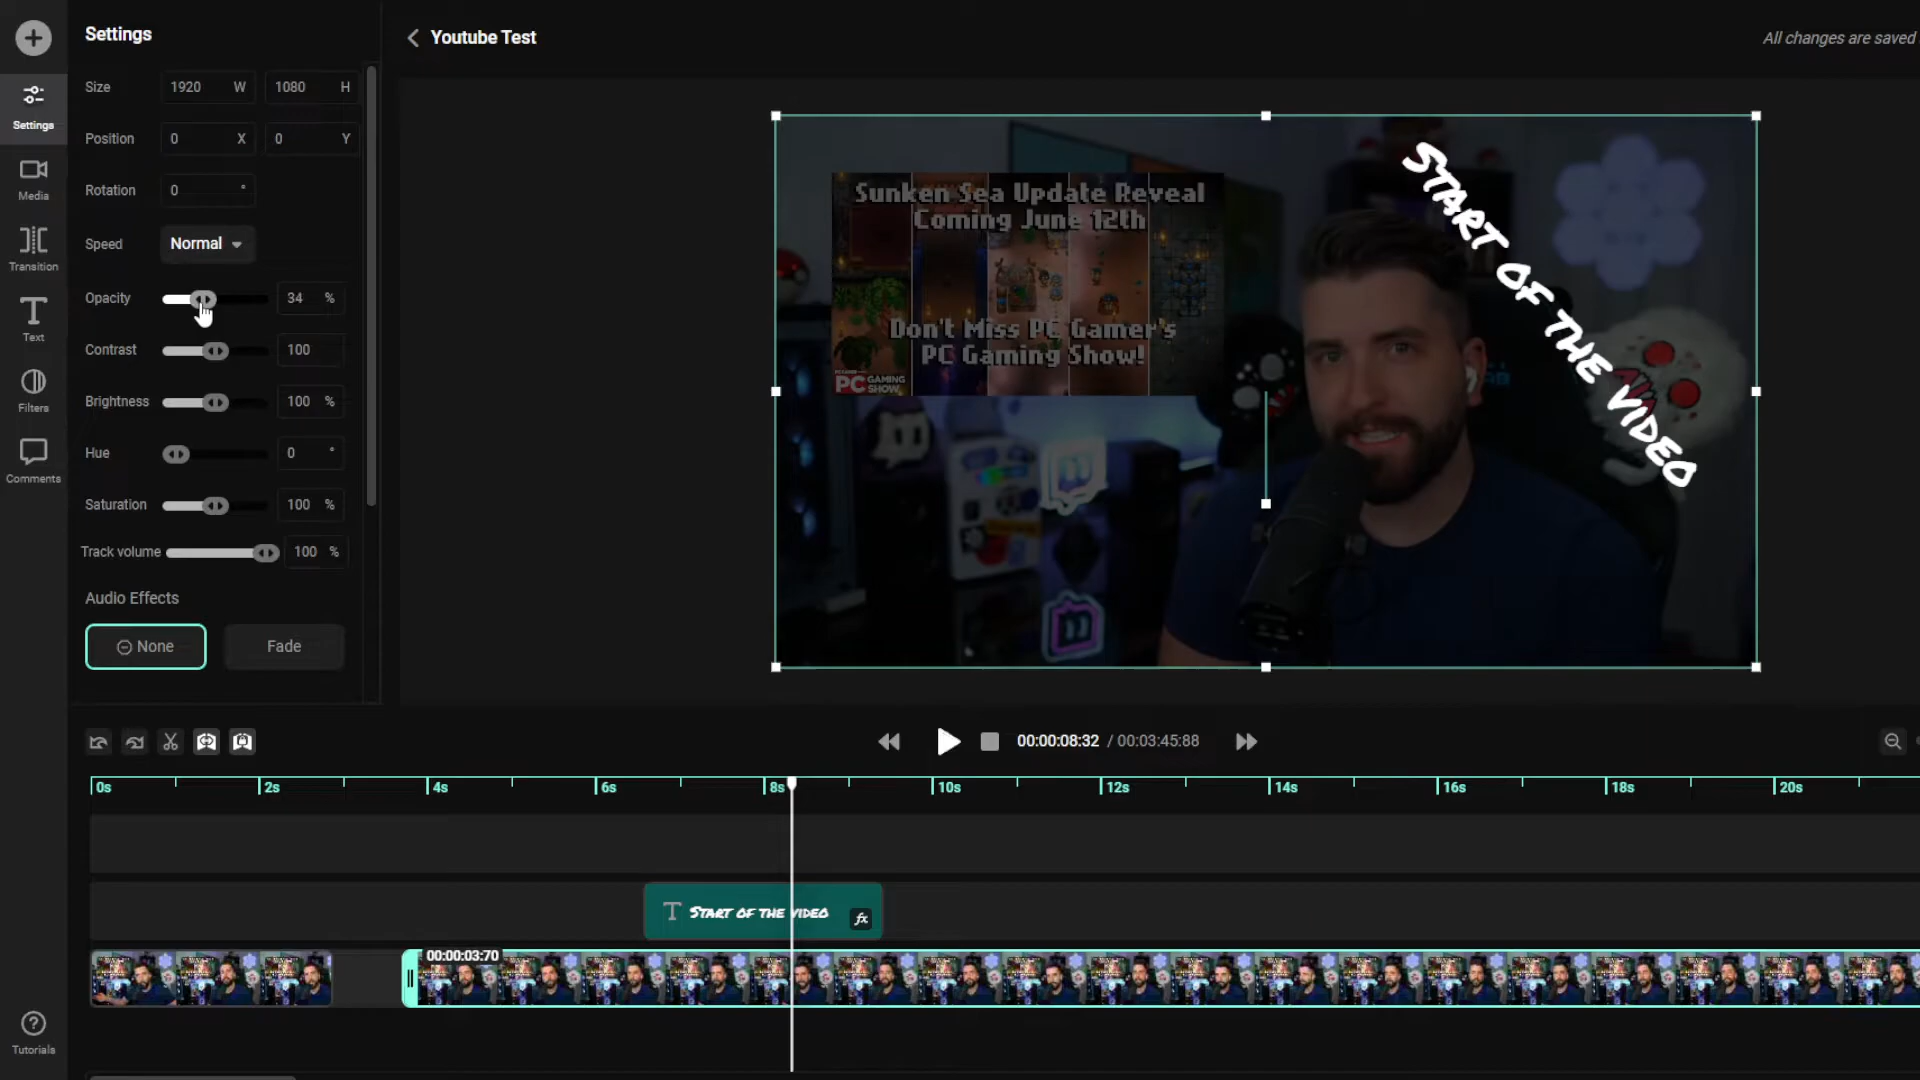 Settings
Youtube Test
All changes are saved
Size
1920 W
1080 H
Settings
Position
0 X
0 Y
Media
Rotation
0 °
Speed
Normal
Transition
Opacity
34 %
Text
Contrast
100
Filters
Brightness
100 %
Comments
Hue
0 °
Saturation
100 %
Track volume
100 %
Audio Effects
None
Fade
Sunken Sea Update Reveal
Coming June 12th
Don't Miss PC Gamer's
PC Gaming Show!
PC GAMING
SHOW
START OF THE VIDEO
00:00:08:32 / 00:03:45:88
0s 2s 4s 6s 8s 10s 12s 14s 16s 18s 20s
T START OF THE VIDEO fx
00:00:03:70
Tutorials